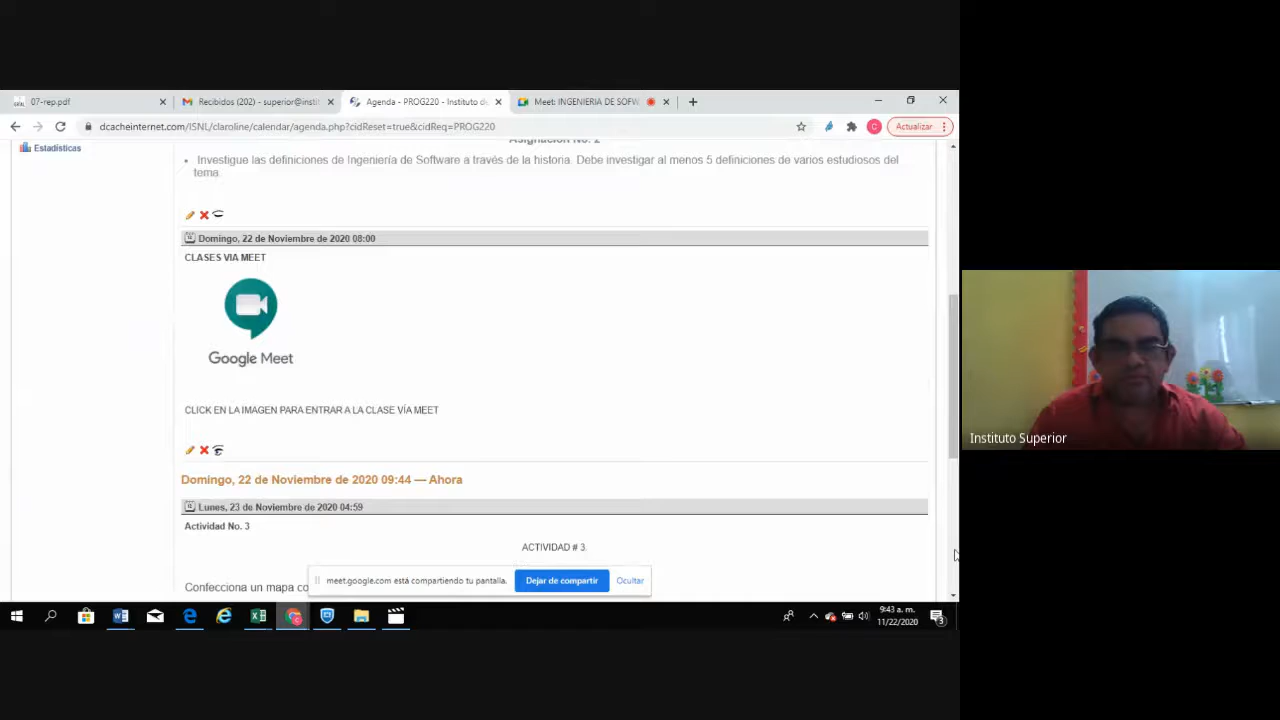 07-rep.pdf
Recibidos (202) - superior@instit
Agenda - PROG220 - Instituto de
Meet: INGENIERIA DE SOFW
dcacheinternet.com/ISNL/claroline/calendar/agenda.php?cidReset=true&cidReq=PROG220
Actualizar
Estadísticas
Asignación No. 2
• Investigue las definiciones de Ingeniería de Software a través de la historia. Debe investigar al menos 5 definiciones de varios estudiosos del
tema.
Domingo, 22 de Noviembre de 2020 08:00
CLASES VIA MEET
Google Meet
CLICK EN LA IMAGEN PARA ENTRAR A LA CLASE VÍA MEET
Domingo, 22 de Noviembre de 2020 09:44 — Ahora
Lunes, 23 de Noviembre de 2020 04:59
Actividad No. 3
ACTIVIDAD # 3.
Confecciona un mapa co
meet.google.com está compartiendo tu pantalla.
Dejar de compartir
Ocultar
9:43 a. m.
11/22/2020
3
Instituto Superior